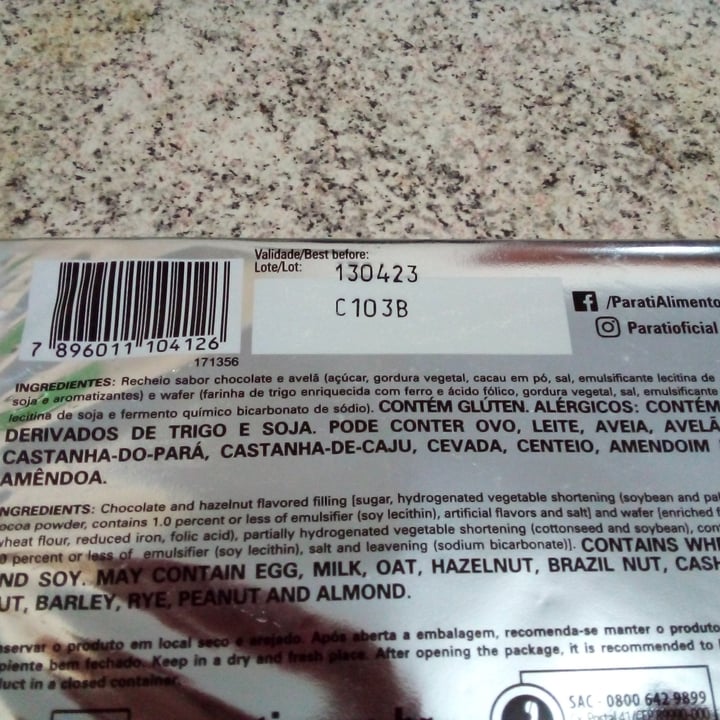 Validade/Best before:
Lote/Lot:
130423
C103B
7 896011 104126
171356
/ParatiAlimento
Paratioficial
INGREDIENTES: Recheio sabor chocolate e avelã (açúcar, gordura vegetal, cacau em pó, sal, emulsificante lecitina de
soja e aromatizantes) e wafer (farinha de trigo enriquecida com ferro e ácido fólico, gordura vegetal, sal, emulsificante
lecitina de soja e fermento químico bicarbonato de sódio). CONTÉM GLÚTEN. ALÉRGICOS: CONTÉM
DERIVADOS DE TRIGO E SOJA. PODE CONTER OVO, LEITE, AVEIA, AVELÃ
CASTANHA-DO-PARÁ, CASTANHA-DE-CAJU, CEVADA, CENTEIO, AMENDOIM
AMÊNDOA.
NGREDIENTS: Chocolate and hazelnut flavored filling [sugar, hydrogenated vegetable shortening (soybean and pal
ocoa powder, contains 1.0 percent or less of emulsifier (soy lecithin), artificial flavors and salt] and wafer [enriched f
wheat flour, reduced iron, folic acid), partially hydrogenated vegetable shortening (cottonseed and soybean), con
0 percent or less of emulsifier (soy lecithin), salt and leavening (sodium bicarbonate)]. CONTAINS WHE
ND SOY. MAY CONTAIN EGG, MILK, OAT, HAZELNUT, BRAZIL NUT, CASH
UT, BARLEY, RYE, PEANUT AND ALMOND.
nservar o produto em local seco e arejado. Após aberta a embalagem, recomenda-se manter o produto
piente bem fechado. Keep in a dry and fresh place. After opening the package, it is recommended to
duct in a closed container.
SAC - 0800 642 9899